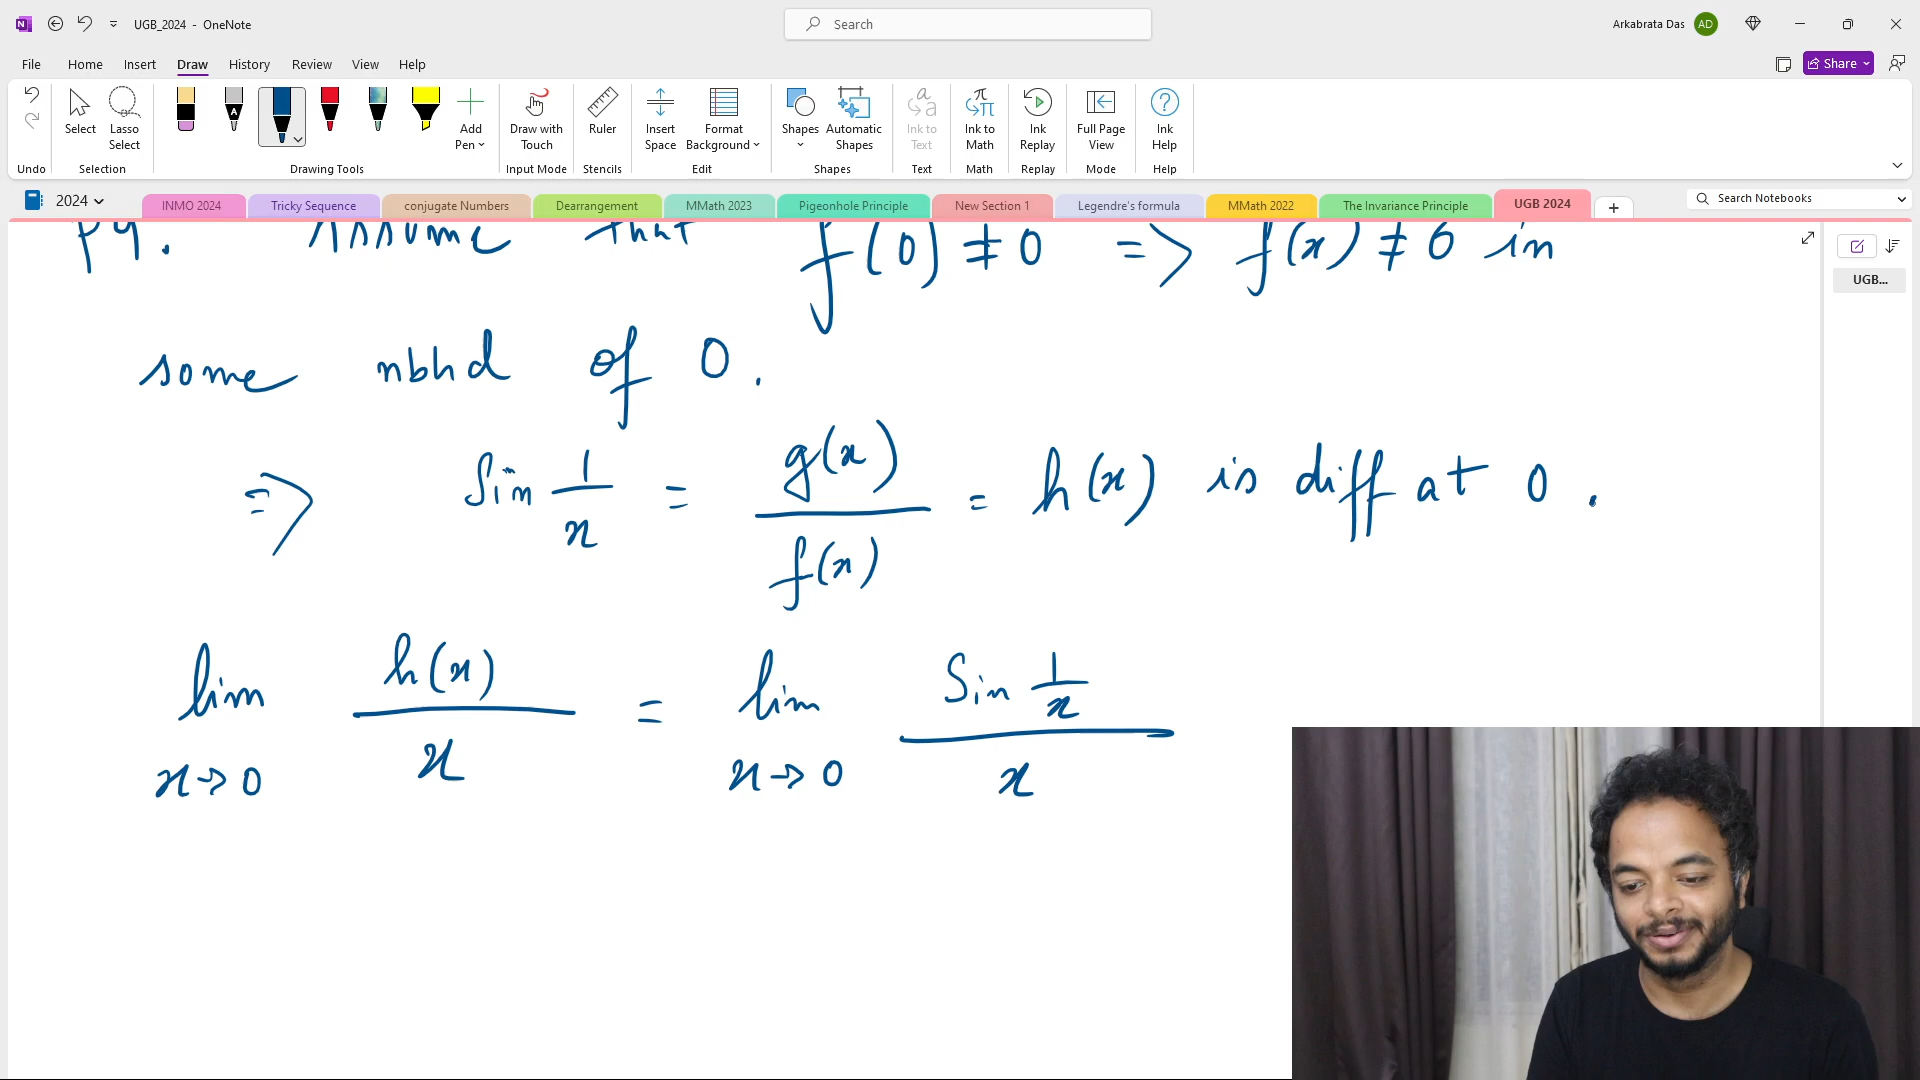 UGB_2024 - OneNote
Search
Arkabrata Das AD
File Home Insert Draw History Review View Help
Share
Select
Lasso Select
Add Pen
Draw with Touch
Ruler
Insert Space
Format Background
Shapes
Automatic Shapes
Ink to Text
Ink to Math
Ink Replay
Full Page View
Ink Help
Undo Selection Drawing Tools Input Mode Stencils Edit Shapes Text Math Replay Mode Help
2024 INMO 2024 Tricky Sequence conjugate Numbers Dearrangement MMath 2023 Pigeonhole Principle New Section 1 Legendre's formula MMath 2022 The Invariance Principle UGB 2024 + Search Notebooks
UGB...
Assume that f(0) ≠ 0 => f(x) ≠ 0 in
some nbhd of 0.
=> Sin 1/x = g(x)/f(x) = h(x) is diff at 0.
lim x→0 h(x)/x = lim x→0 Sin 1/x / x